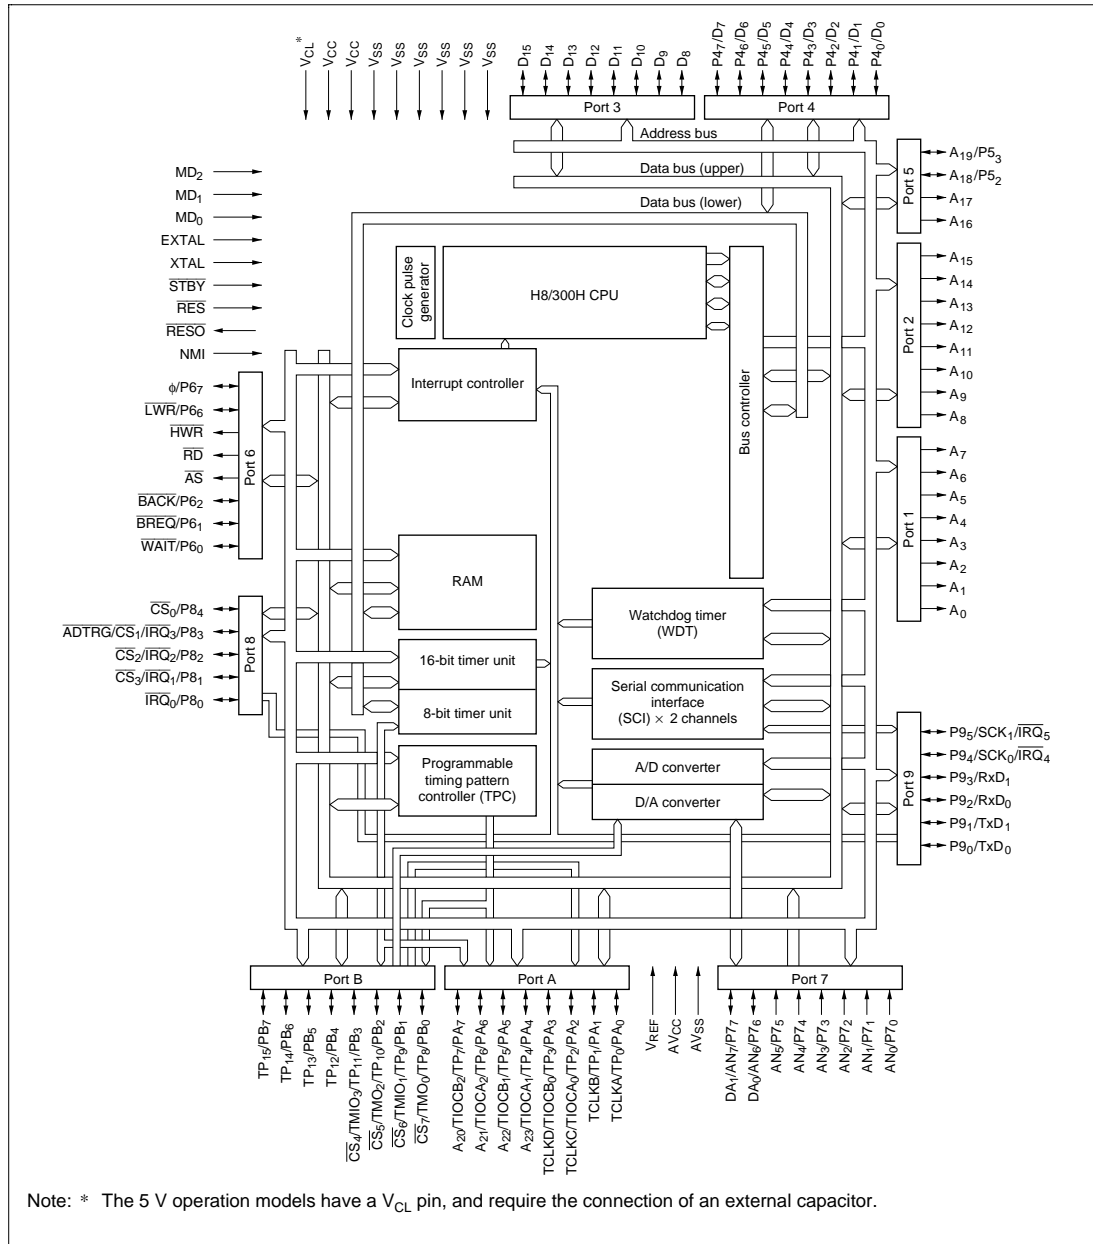 VCL*
VCC
VCC
VSS
VSS
VSS
VSS
VSS
VSS
D15
D14
D13
D12
D11
D10
D9
D8
P47/D7
P46/D6
P45/D5
P44/D4
P43/D3
P42/D2
P41/D1
P40/D0
Port 3
Port 4
Address bus
Data bus (upper)
Data bus (lower)
MD2
MD1
MD0
EXTAL
XTAL
STBY
RES
RESO
NMI
φ/P67
LWR/P66
HWR
RD
AS
BACK/P62
BREQ/P61
WAIT/P60
Port 6
CS0/P84
ADTRG/CS1/IRQ3/P83
CS2/IRQ2/P82
CS3/IRQ1/P81
IRQ0/P80
Port 8
Clock pulse
generator
H8/300H CPU
Interrupt controller
Bus controller
RAM
Watchdog timer
(WDT)
16-bit timer unit
8-bit timer unit
Serial communication
interface
(SCI) × 2 channels
Programmable
timing pattern
controller (TPC)
A/D converter
D/A converter
Port 5
A19/P53
A18/P52
A17
A16
Port 2
A15
A14
A13
A12
A11
A10
A9
A8
Port 1
A7
A6
A5
A4
A3
A2
A1
A0
Port 9
P95/SCK1/IRQ5
P94/SCK0/IRQ4
P93/RxD1
P92/RxD0
P91/TxD1
P90/TxD0
Port B
Port A
Port 7
TP15/PB7
TP14/PB6
TP13/PB5
TP12/PB4
CS4/TMIO3/TP11/PB3
CS5/TMO2/TP10/PB2
CS6/TMIO1/TP9/PB1
CS7/TMO0/TP8/PB0
A20/TIOCB2/TP7/PA7
A21/TIOCA2/TP6/PA6
A22/TIOCB1/TP5/PA5
A23/TIOCA1/TP4/PA4
TCLKD/TIOCB0/TP3/PA3
TCLKC/TIOCA0/TP2/PA2
TCLKB/TP1/PA1
TCLKA/TP0/PA0
VREF
AVCC
AVSS
DA1/AN7/P77
DA0/AN6/P76
AN5/P75
AN4/P74
AN3/P73
AN2/P72
AN1/P71
AN0/P70
Note: * The 5 V operation models have a VCL pin, and require the connection of an external capacitor.